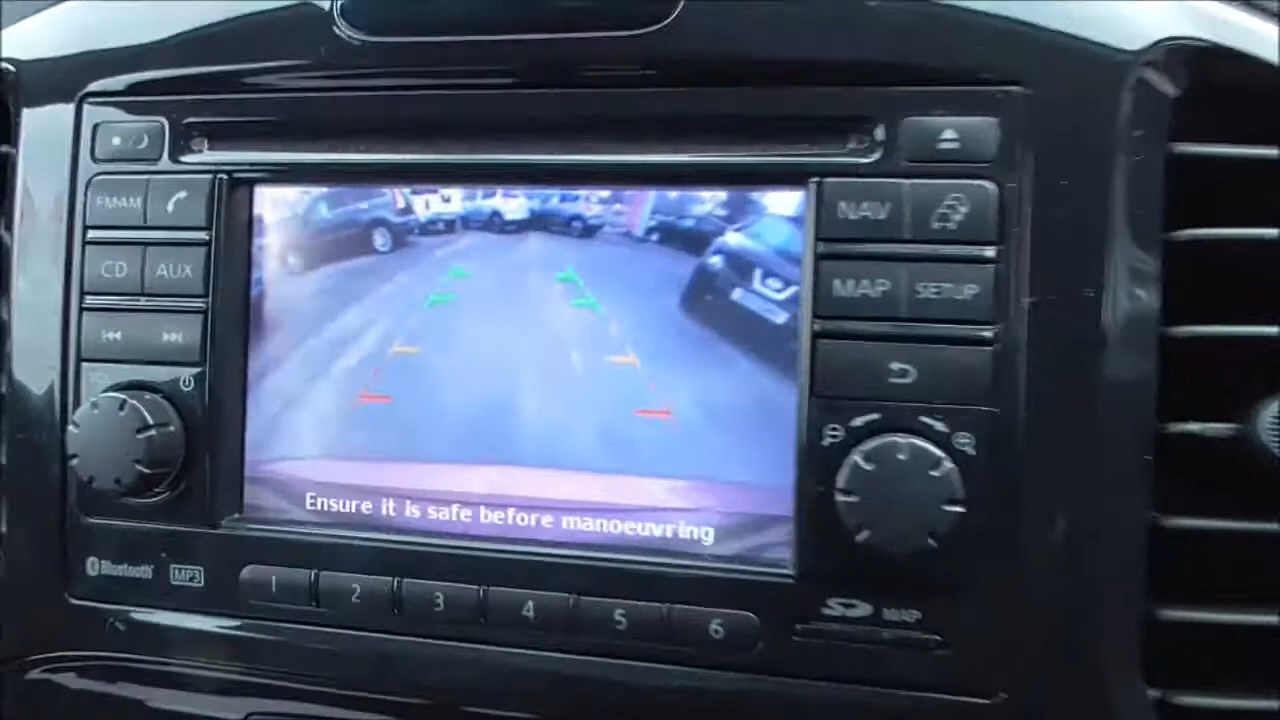 FM·AM
CD AUX
NAV
MAP SETUP
Ensure it is safe before manoeuvring
Bluetooth MP3
1 2 3 4 5 6
SD MAP